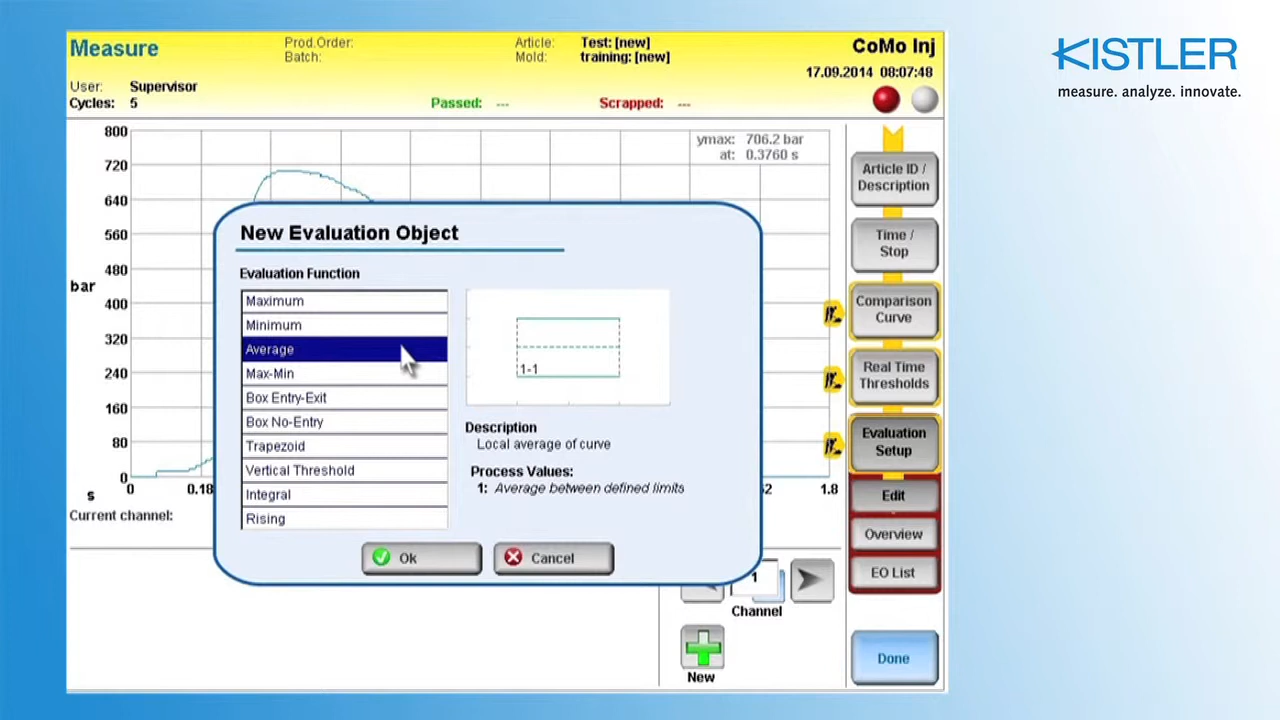 Measure
Prod.Order:
Batch:
Article: Test: [new]
Mold: training: [new]
CoMo Inj
17.09.2014 08:07:48
User: Supervisor
Cycles: 5
Passed: ---
Scrapped: ---
KISTLER
measure. analyze. innovate.
800
720
640
560
480
bar
400
320
240
160
80
0
s
0
0.18
62
1.8
ymax: 706.2 bar
at: 0.3760 s
Current channel:
New Evaluation Object
Evaluation Function
Maximum
Minimum
Average
Max-Min
Box Entry-Exit
Box No-Entry
Trapezoid
Vertical Threshold
Integral
Rising
1-1
Description
Local average of curve
Process Values:
1: Average between defined limits
Ok
Cancel
1
Channel
New
Article ID /
Description
Time /
Stop
Comparison
Curve
Real Time
Thresholds
Evaluation
Setup
Edit
Overview
EO List
Done